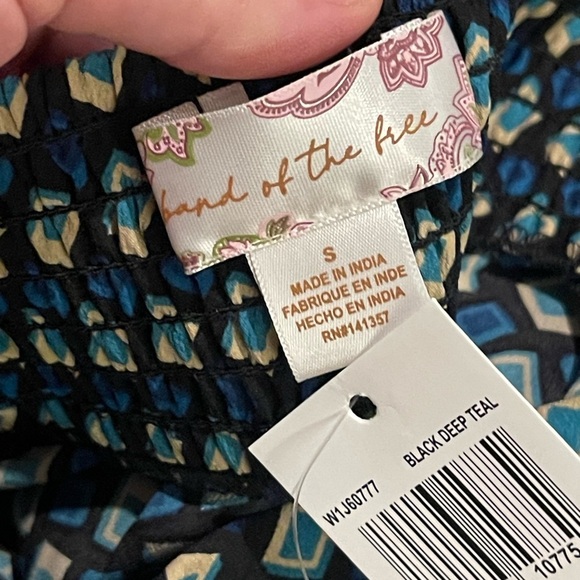 band of the free
S
MADE IN INDIA
FABRIQUE EN INDE
HECHO EN INDIA
RN#141357
W1J60777 BLACK DEEP TEAL
10775